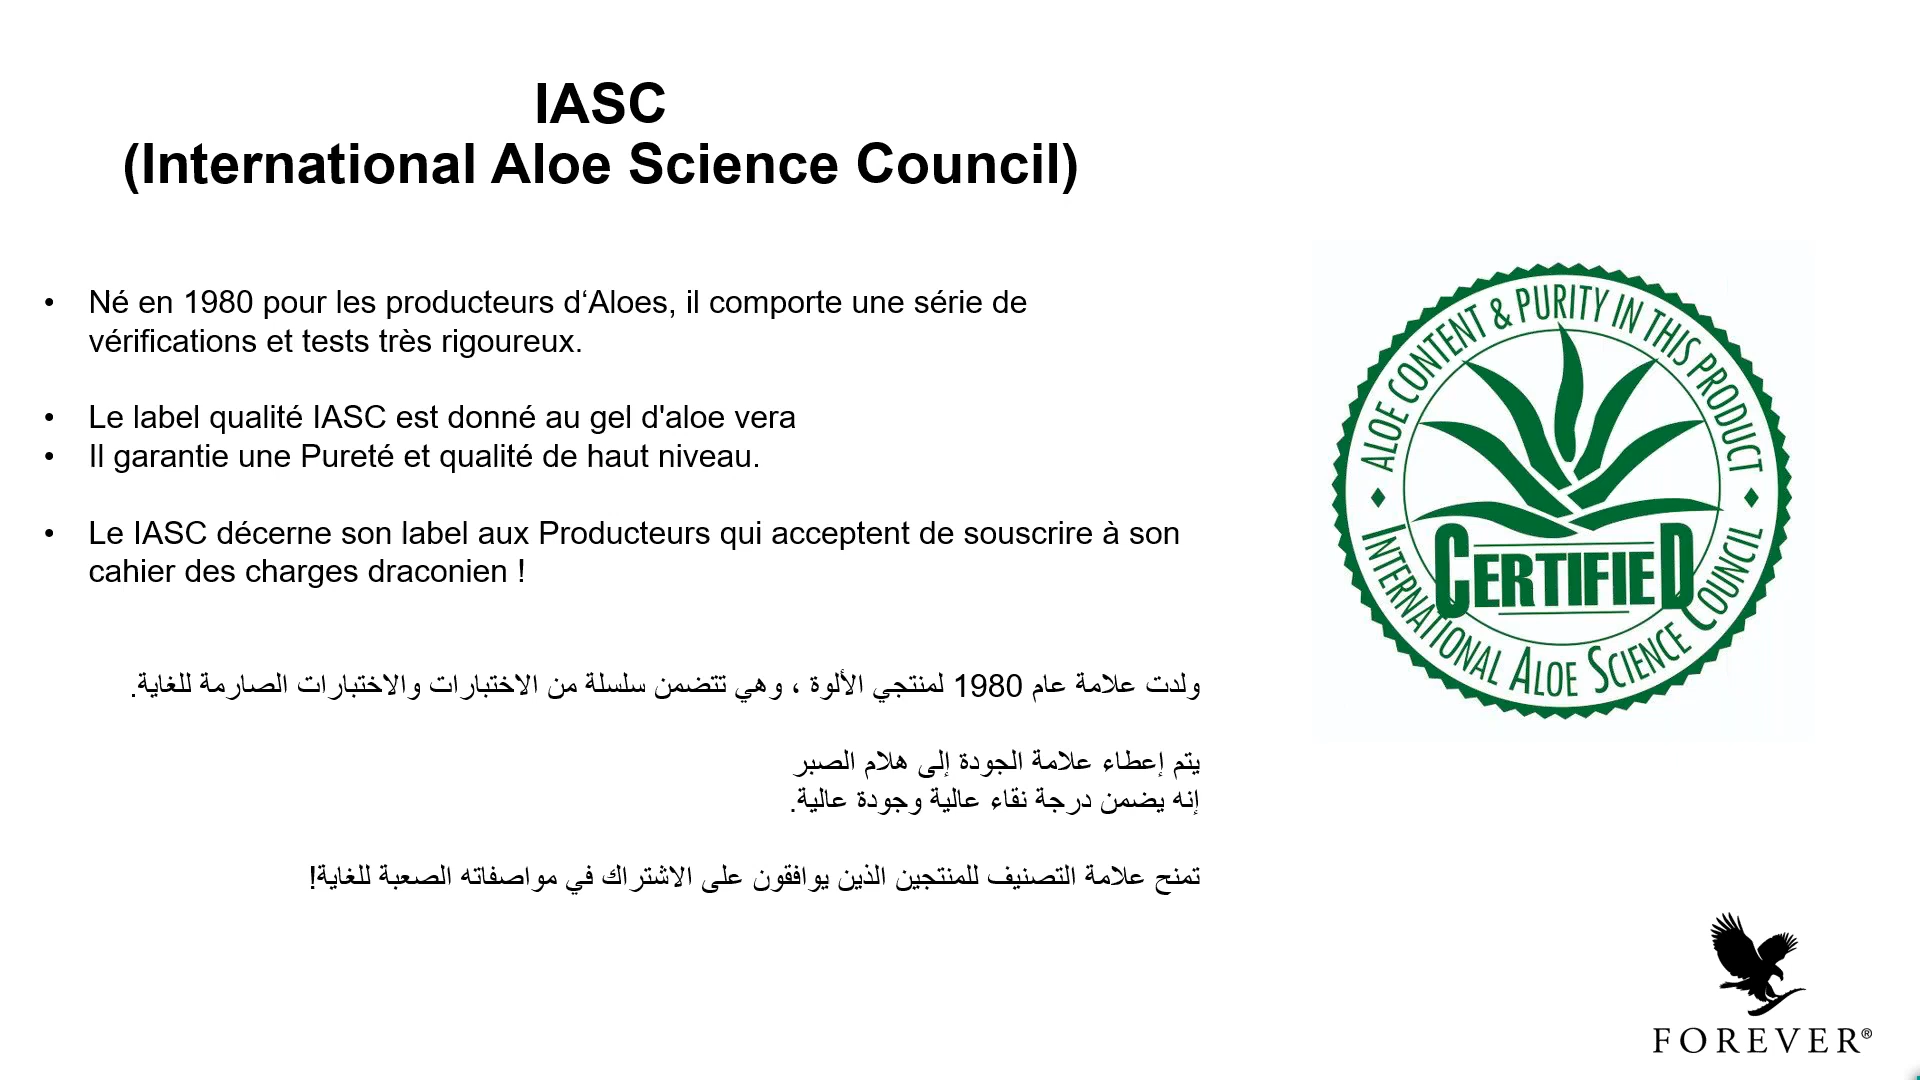 IASC
(International Aloe Science Council)
• Né en 1980 pour les producteurs d‘Aloes, il comporte une série de
vérifications et tests très rigoureux.
• Le label qualité IASC est donné au gel d'aloe vera
• Il garantie une Pureté et qualité de haut niveau.
• Le IASC décerne son label aux Producteurs qui acceptent de souscrire à son
cahier des charges draconien !
ولدت علامة عام 1980 لمنتجي الألوة ، وهي تتضمن سلسلة من الاختبارات والاختبارات الصارمة للغاية.
يتم إعطاء علامة الجودة إلى هلام الصبر
إنه يضمن درجة نقاء عالية وجودة عالية.
تمنح علامة التصنيف للمنتجين الذين يوافقون على الاشتراك في مواصفاته الصعبة للغاية!
ALOE CONTENT & PURITY IN THIS PRODUCT
CERTIFIED
INTERNATIONAL ALOE SCIENCE COUNCIL
FOREVER®